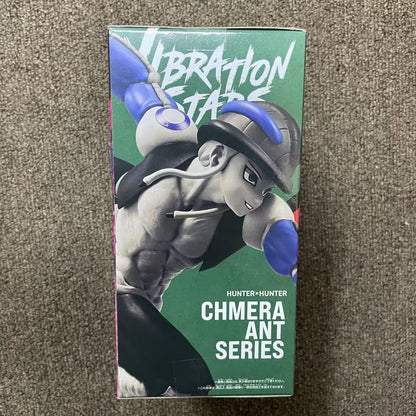 VIBRATION
STARS
HUNTER×HUNTER
CHMERA
ANT
SERIES